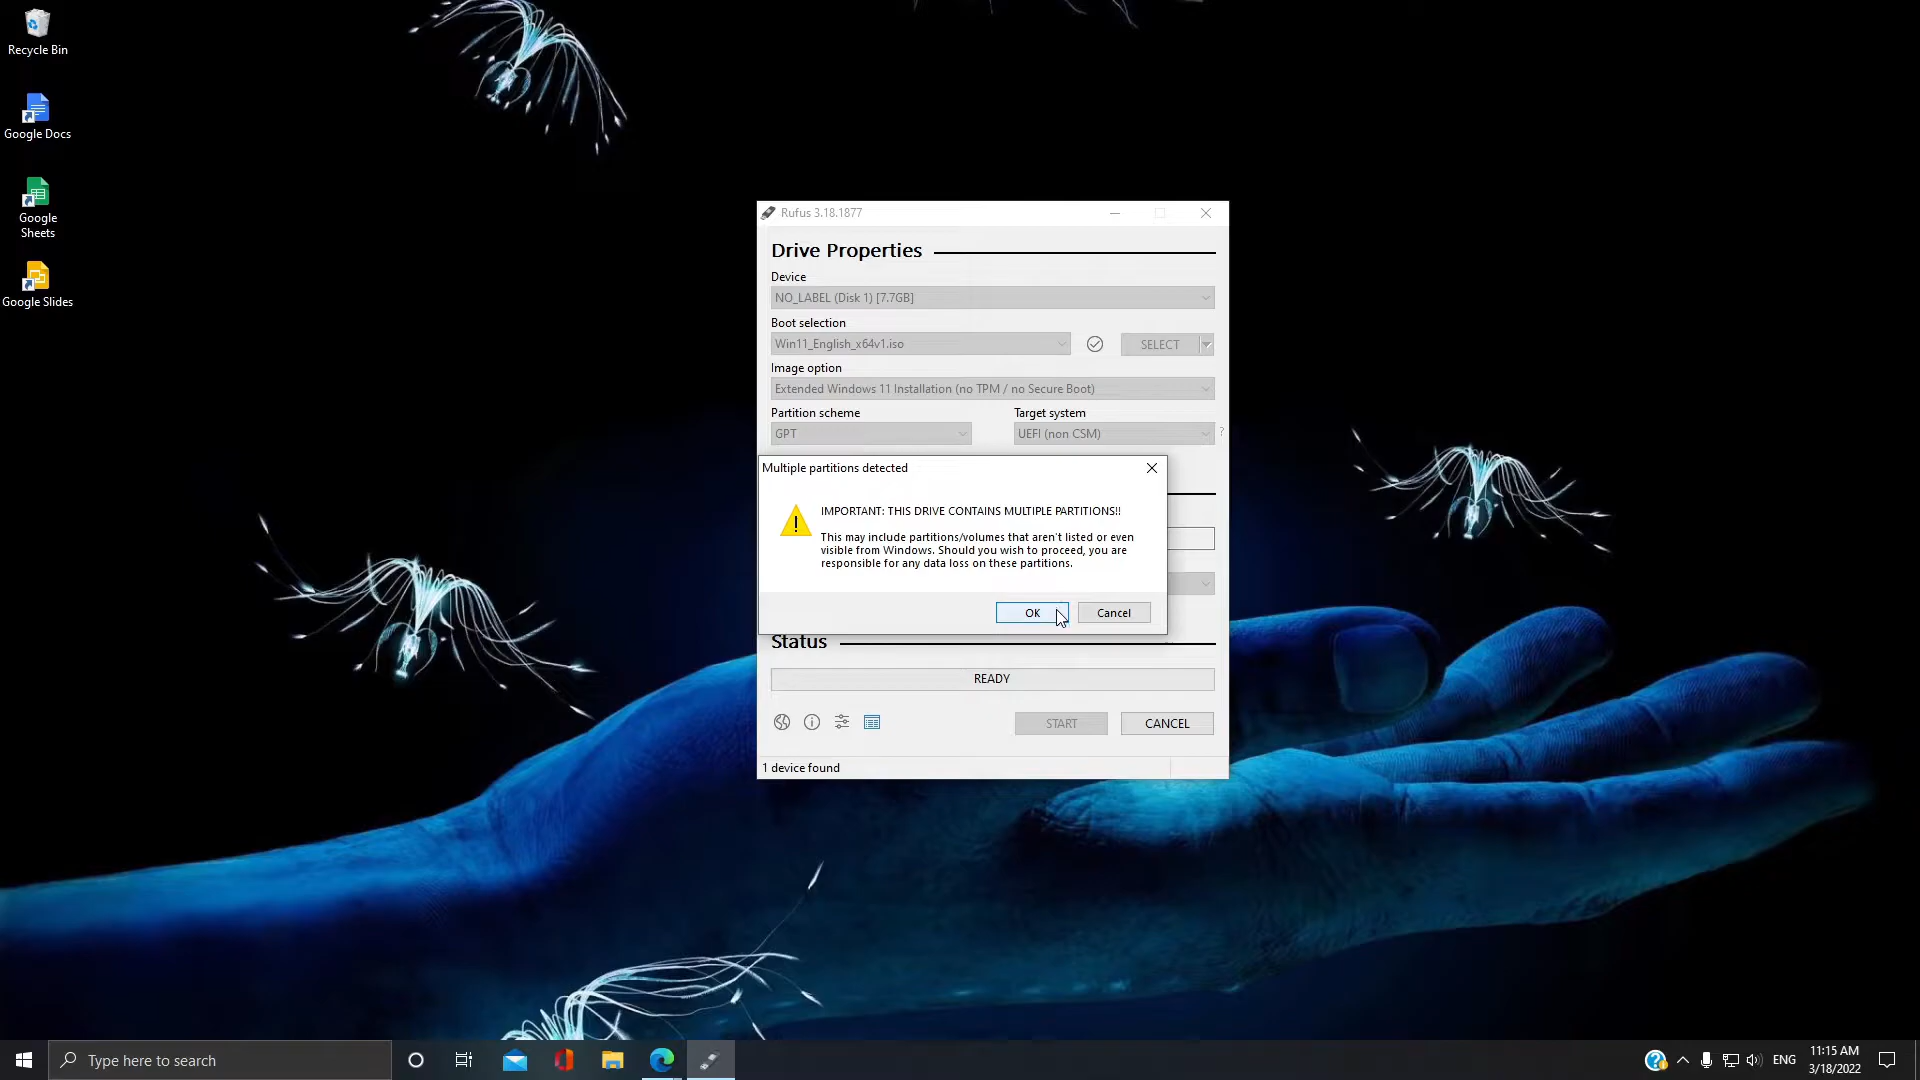 Recycle Bin
Google Docs
Google
Sheets
Google Slides
Rufus 3.18.1877
Drive Properties
Device
NO_LABEL (Disk 1) [7.7GB]
Boot selection
Win11_English_x64v1.iso
SELECT
Image option
Extended Windows 11 Installation (no TPM / no Secure Boot)
Partition scheme
Target system
GPT
UEFI (non CSM)
?
Multiple partitions detected
IMPORTANT: THIS DRIVE CONTAINS MULTIPLE PARTITIONS!!
This may include partitions/volumes that aren't listed or even
visible from Windows. Should you wish to proceed, you are
responsible for any data loss on these partitions.
OK
Cancel
Status
READY
START
CANCEL
1 device found
Type here to search
ENG
11:15 AM
3/18/2022